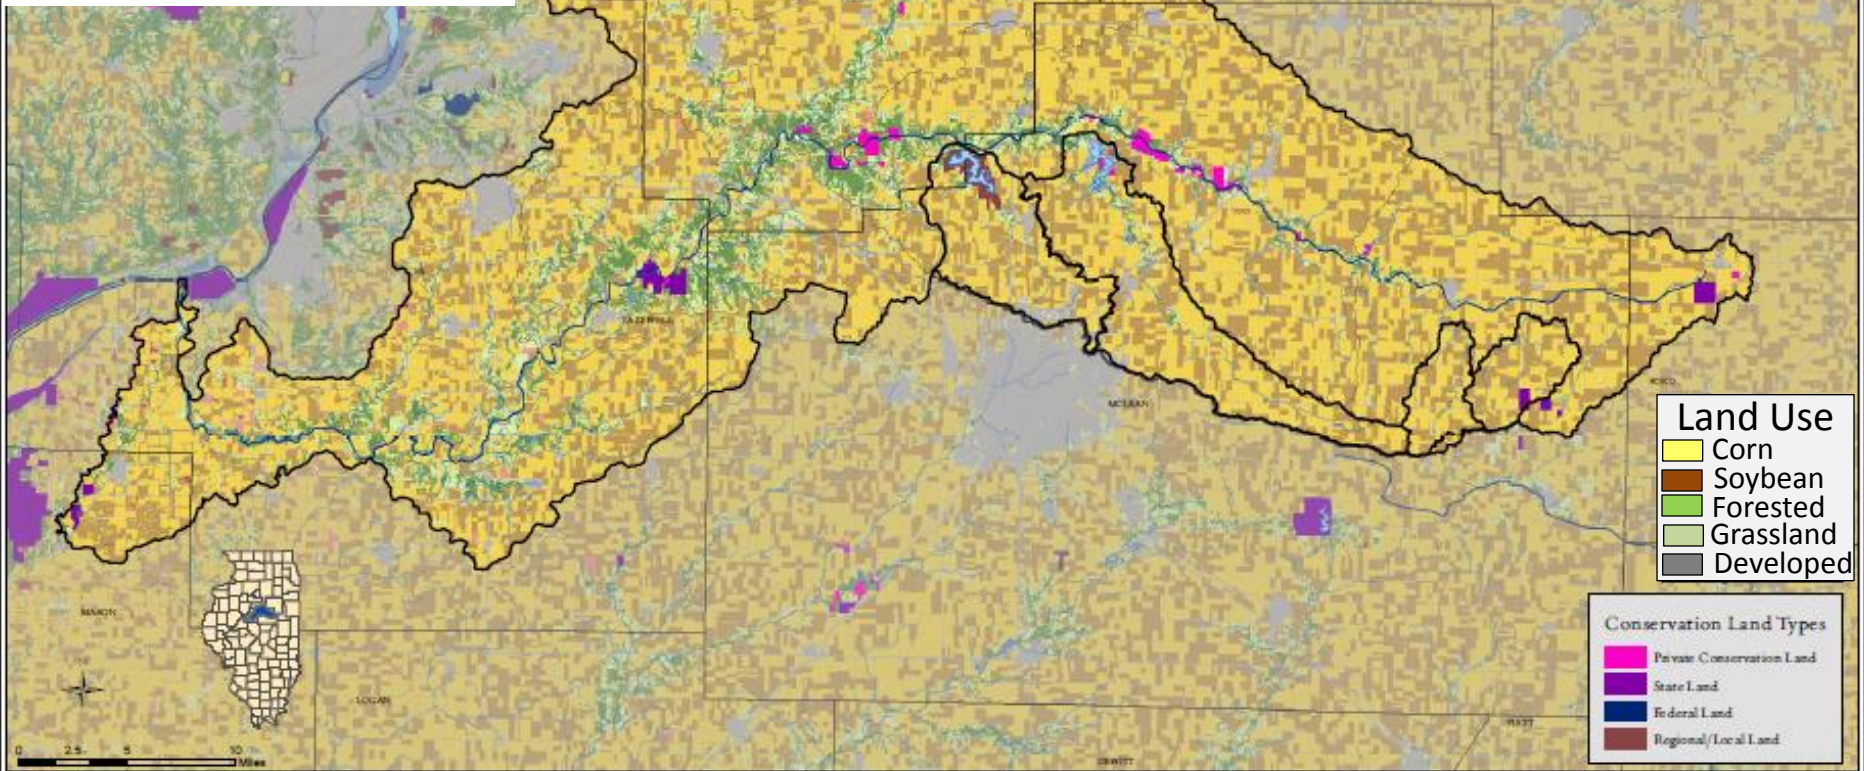 TAZEWELL
MCLEAN
Land Use
Corn
Soybean
Forested
Grassland
Developed
MASON
LOGAN
Conservation Land Types
Private Conservation Land
State Land
Federal Land
Regional/Local Land
PIATT
DEWITT
0 2.5 5 10
Miles